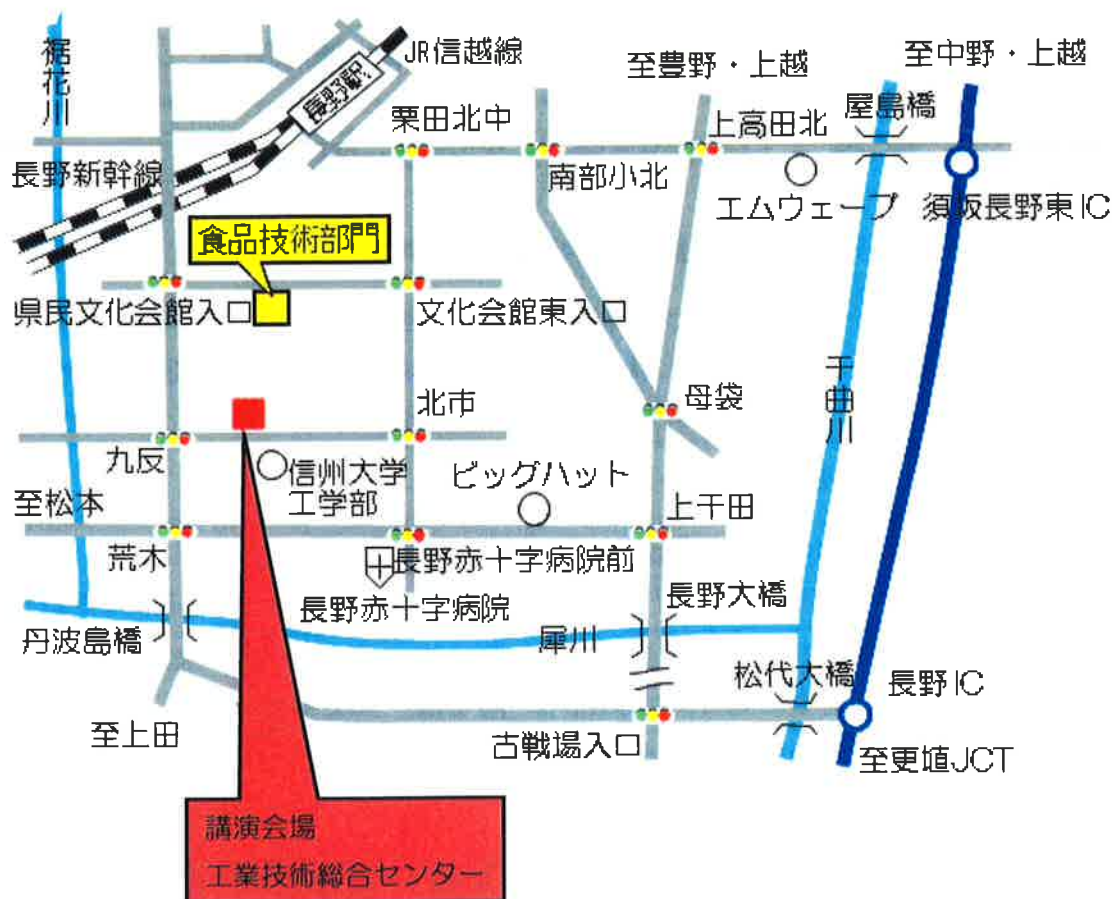 裾花川
JR信越線
長野駅
至豊野・上越
至中野・上越
屋島橋
栗田北中
上高田北
長野新幹線
南部小北
エムウェーブ
須阪長野東IC
食品技術部門
県民文化会館入口
文化会館東入口
千曲川
母袋
北市
九反
信州大学
工学部
ビッグハット
至松本
上千田
荒木
長野赤十字病院前
長野赤十字病院
長野大橋
丹波島橋
犀川
松代大橋
長野IC
至上田
古戦場入口
至更埴JCT
講演会場
工業技術総合センター